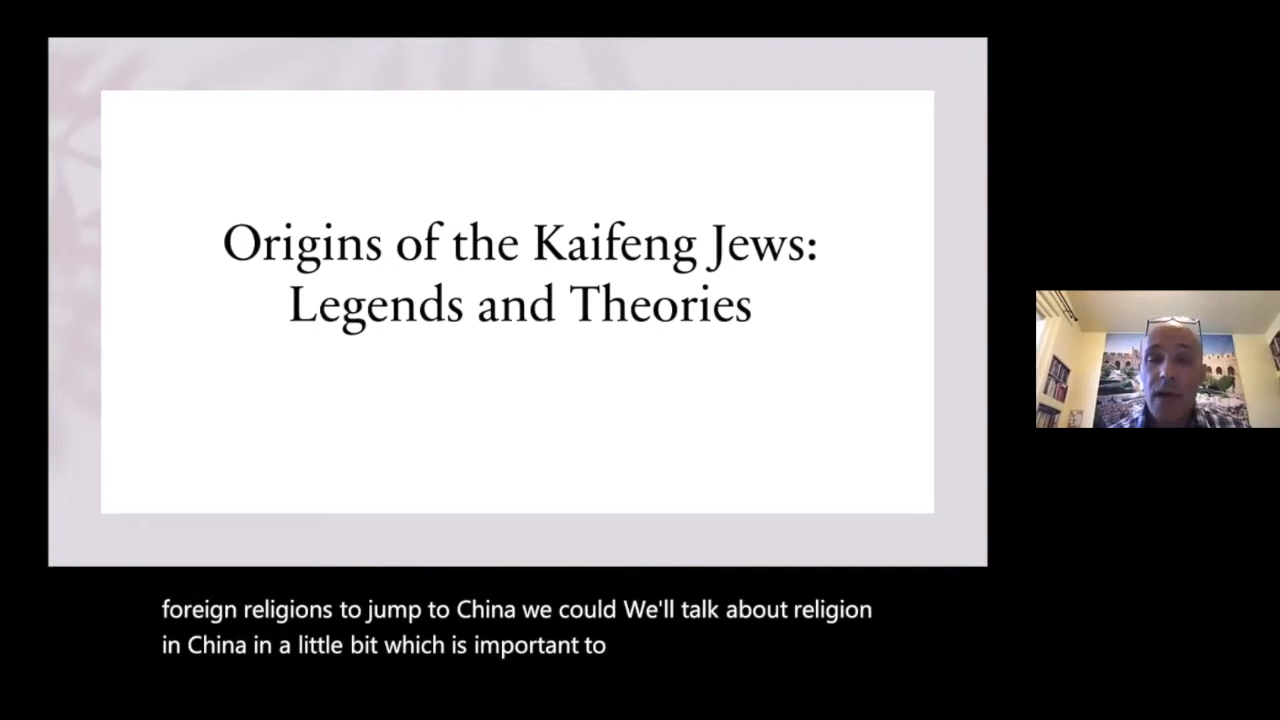 Origins of the Kaifeng Jews:
Legends and Theories
foreign religions to jump to China we could We'll talk about religion
in China in a little bit which is important to